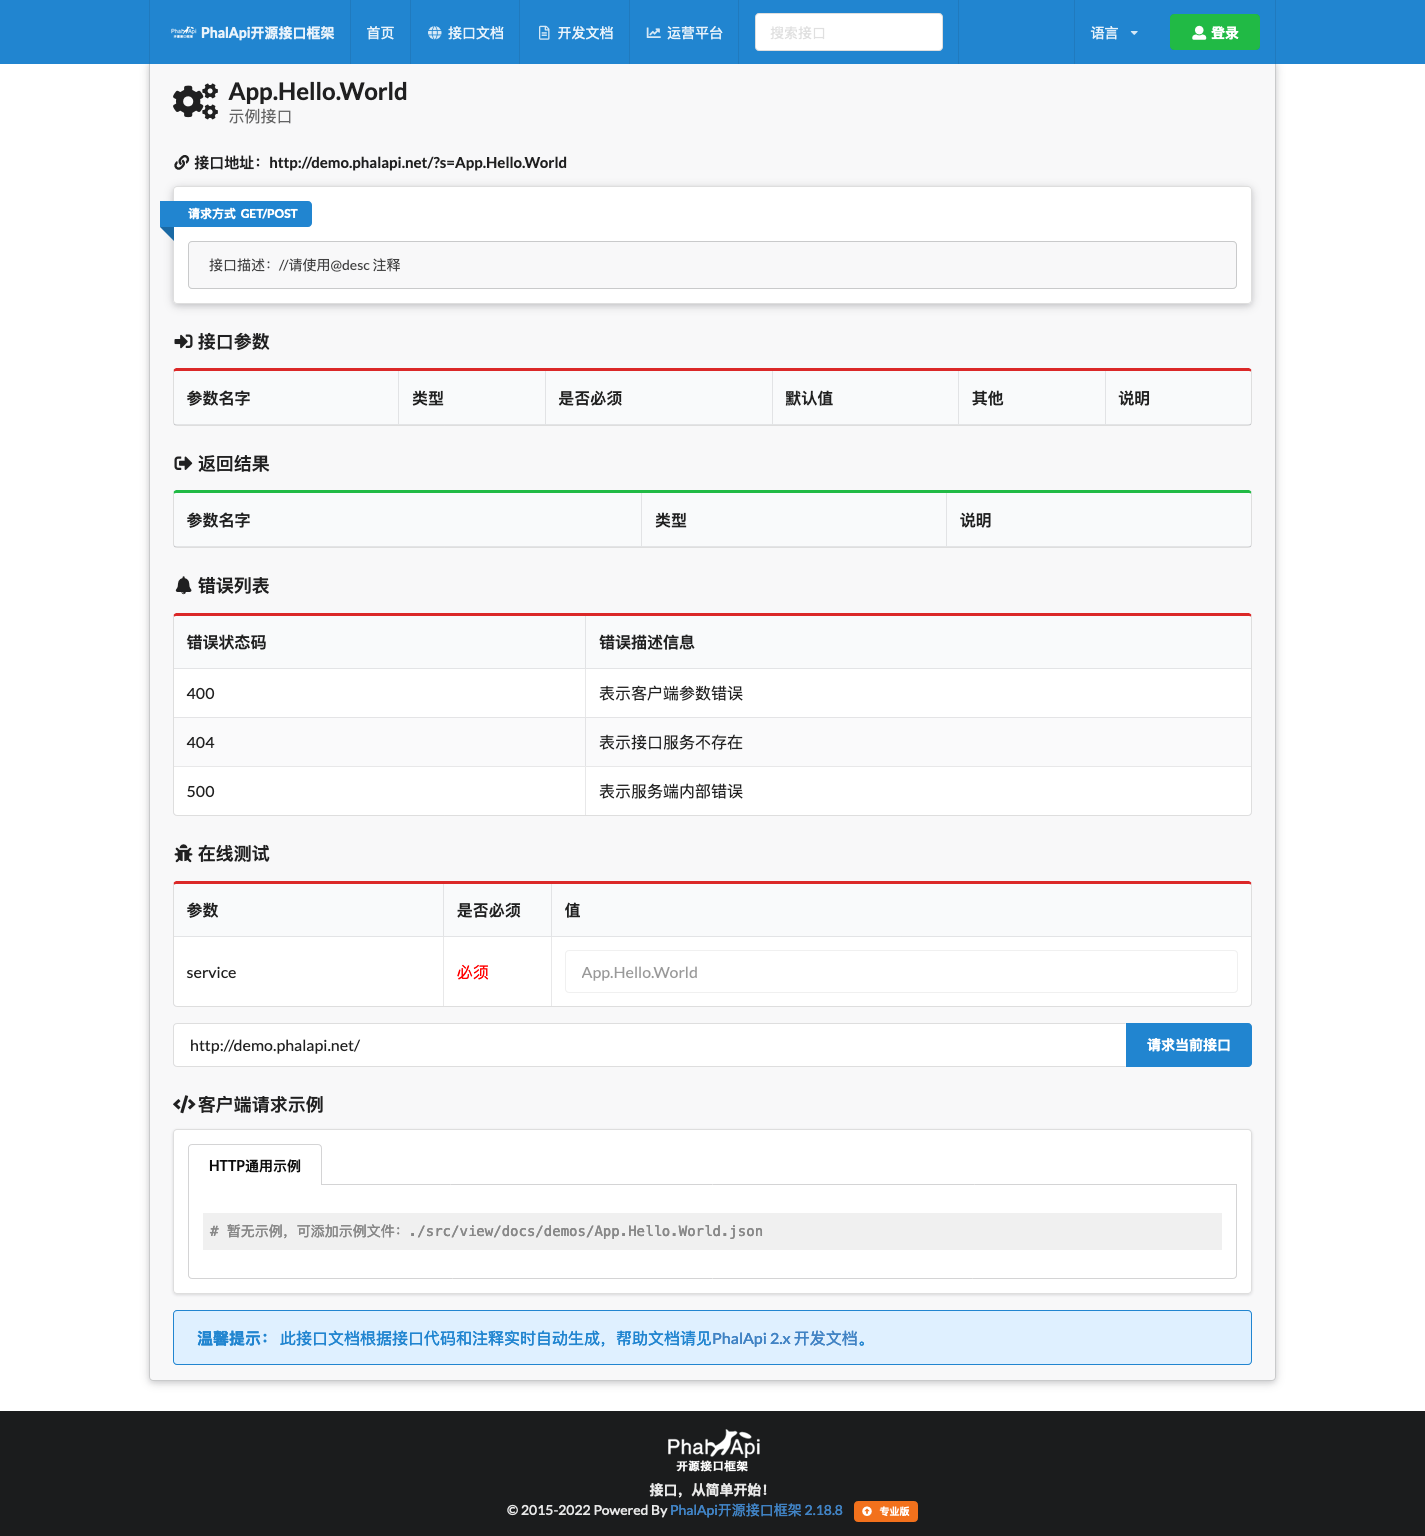 PhalApi开源接口框架 首页 接口文档 开发文档 运营平台 搜索接口 语言 登录
App.Hello.World
示例接口
接口地址：http://demo.phalapi.net/?s=App.Hello.World
请求方式 GET/POST
接口描述：//请使用@desc 注释
接口参数
参数名字 类型 是否必须 默认值 其他 说明
返回结果
参数名字 类型 说明
错误列表
错误状态码 错误描述信息
400 表示客户端参数错误
404 表示接口服务不存在
500 表示服务端内部错误
在线测试
参数 是否必须 值
service 必须 App.Hello.World
http://demo.phalapi.net/ 请求当前接口
客户端请求示例
HTTP通用示例
# 暂无示例，可添加示例文件：./src/view/docs/demos/App.Hello.World.json
温馨提示： 此接口文档根据接口代码和注释实时自动生成，帮助文档请见PhalApi 2.x 开发文档。
PhalApi
开源接口框架
接口，从简单开始！
© 2015-2022 Powered By PhalApi开源接口框架 2.18.8 专业版